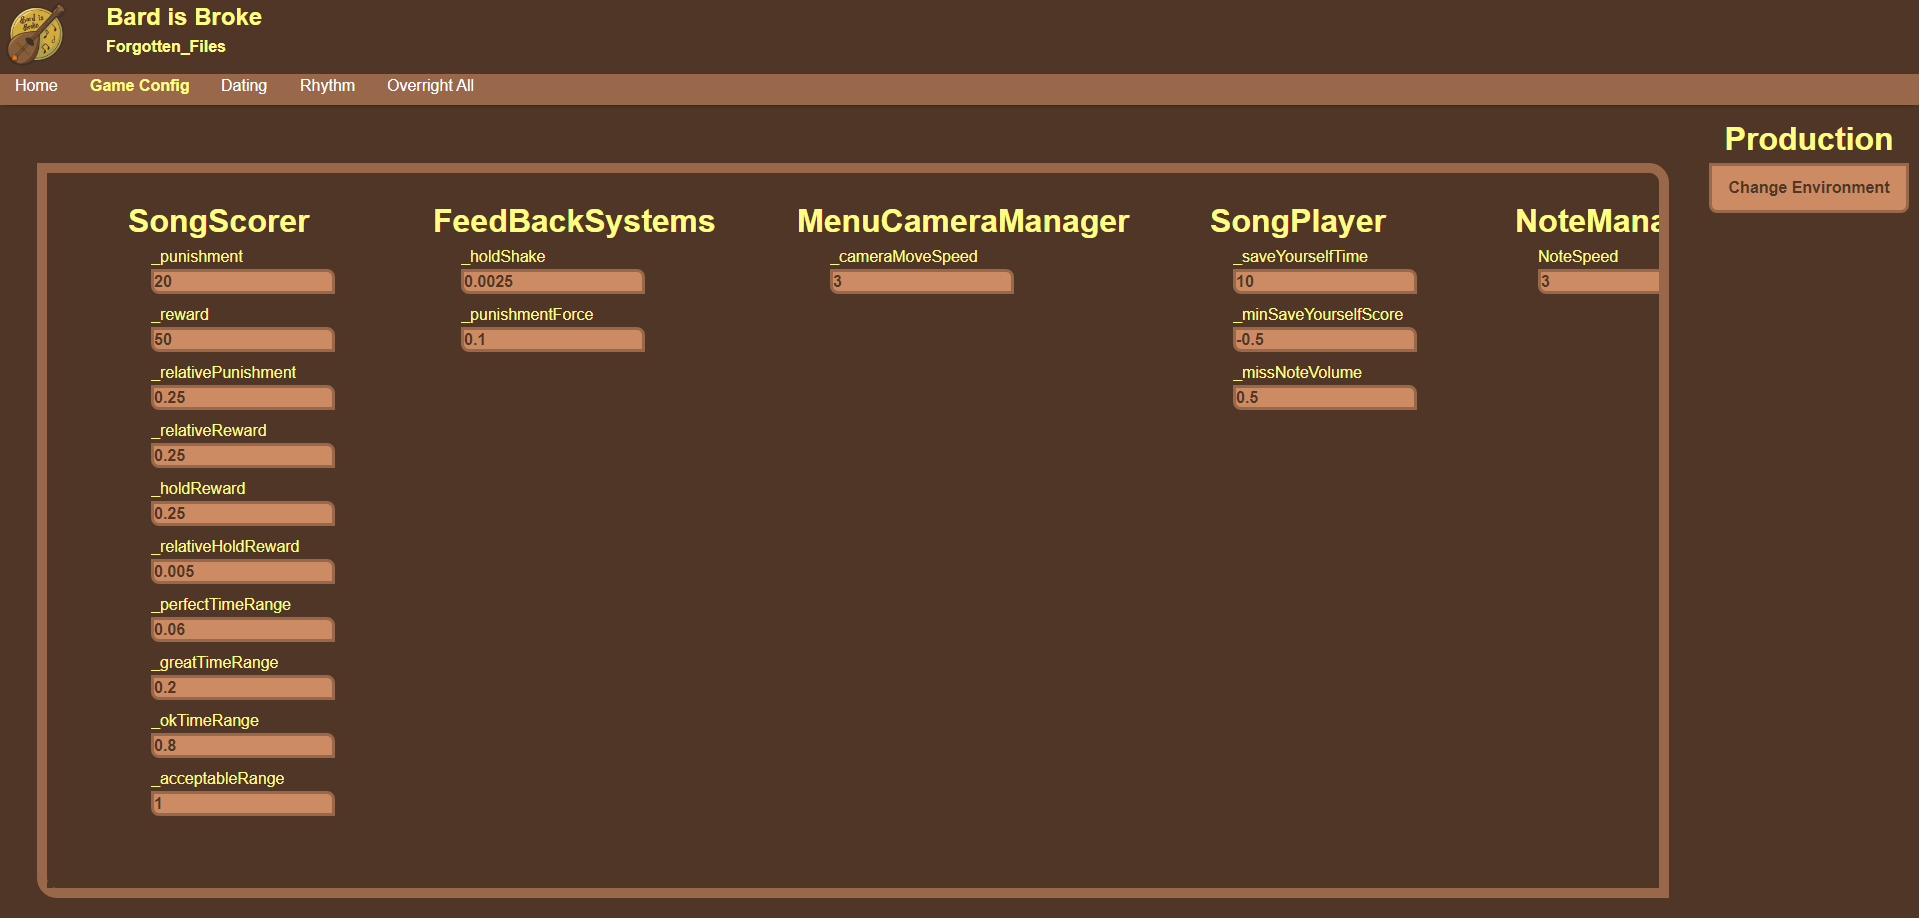 Bard is
Broke
Bard is Broke
Forgotten_Files
Home Game Config Dating Rhythm Overright All
Production
Change Environment
SongScorer
_punishment
20
_reward
50
_relativePunishment
0.25
_relativeReward
0.25
_holdReward
0.25
_relativeHoldReward
0.005
_perfectTimeRange
0.06
_greatTimeRange
0.2
_okTimeRange
0.8
_acceptableRange
1
FeedBackSystems
_holdShake
0.0025
_punishmentForce
0.1
MenuCameraManager
_cameraMoveSpeed
3
SongPlayer
_saveYourselfTime
10
_minSaveYourselfScore
-0.5
_missNoteVolume
0.5
NoteMana
NoteSpeed
3